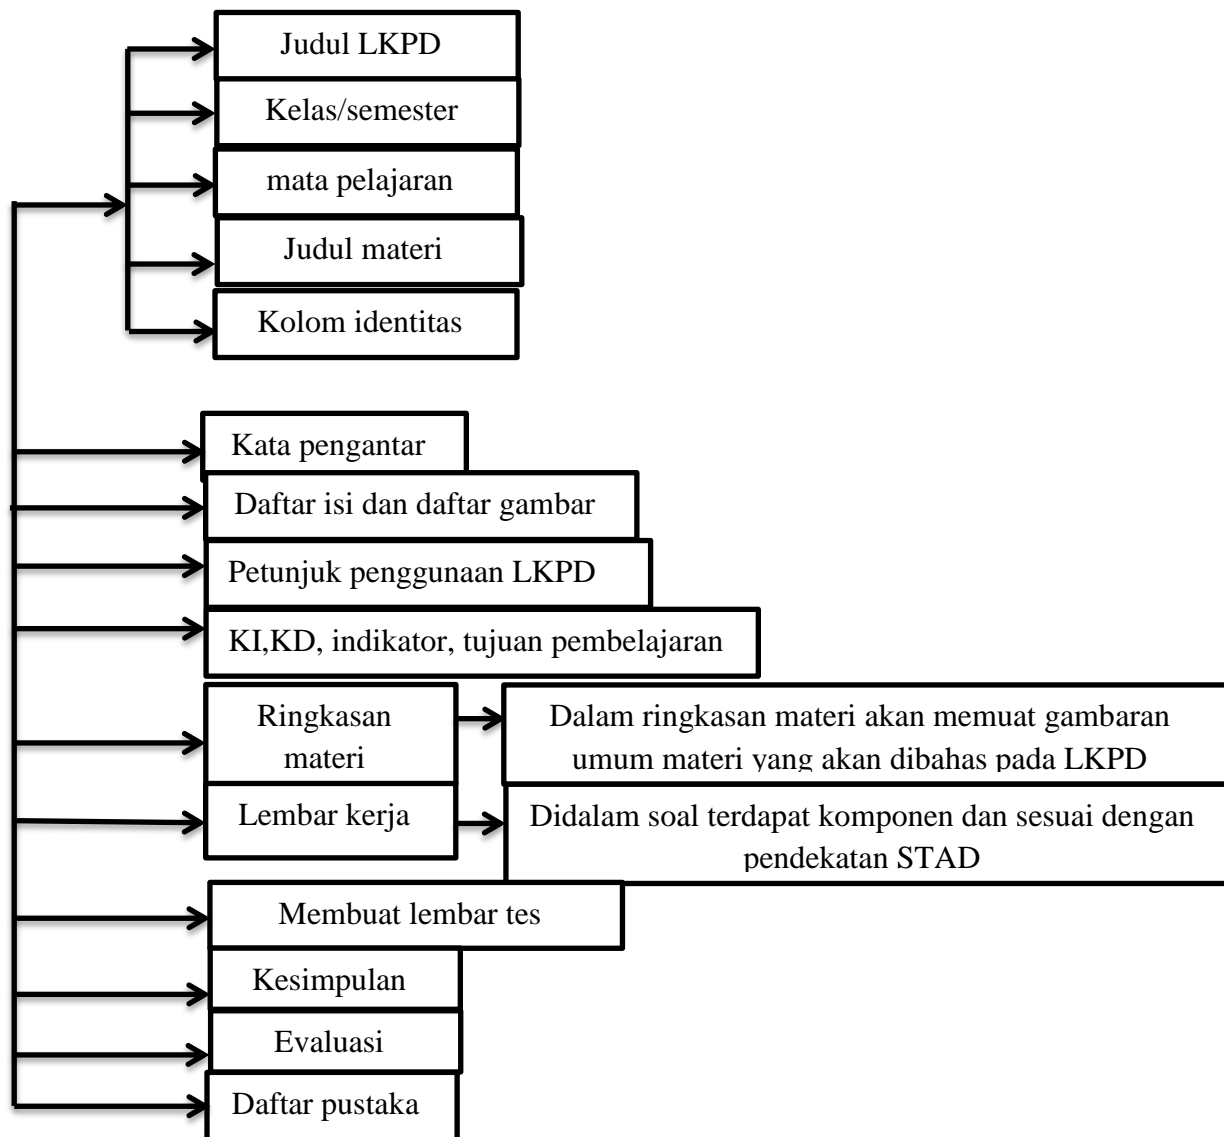 Judul LKPD
Kelas/semester
mata pelajaran
Judul materi
Kolom identitas
Kata pengantar
Daftar isi dan daftar gambar
Petunjuk penggunaan LKPD
KI,KD, indikator, tujuan pembelajaran
Ringkasan
materi
Dalam ringkasan materi akan memuat gambaran
umum materi yang akan dibahas pada LKPD
Lembar kerja
Didalam soal terdapat komponen dan sesuai dengan
pendekatan STAD
Membuat lembar tes
Kesimpulan
Evaluasi
Daftar pustaka